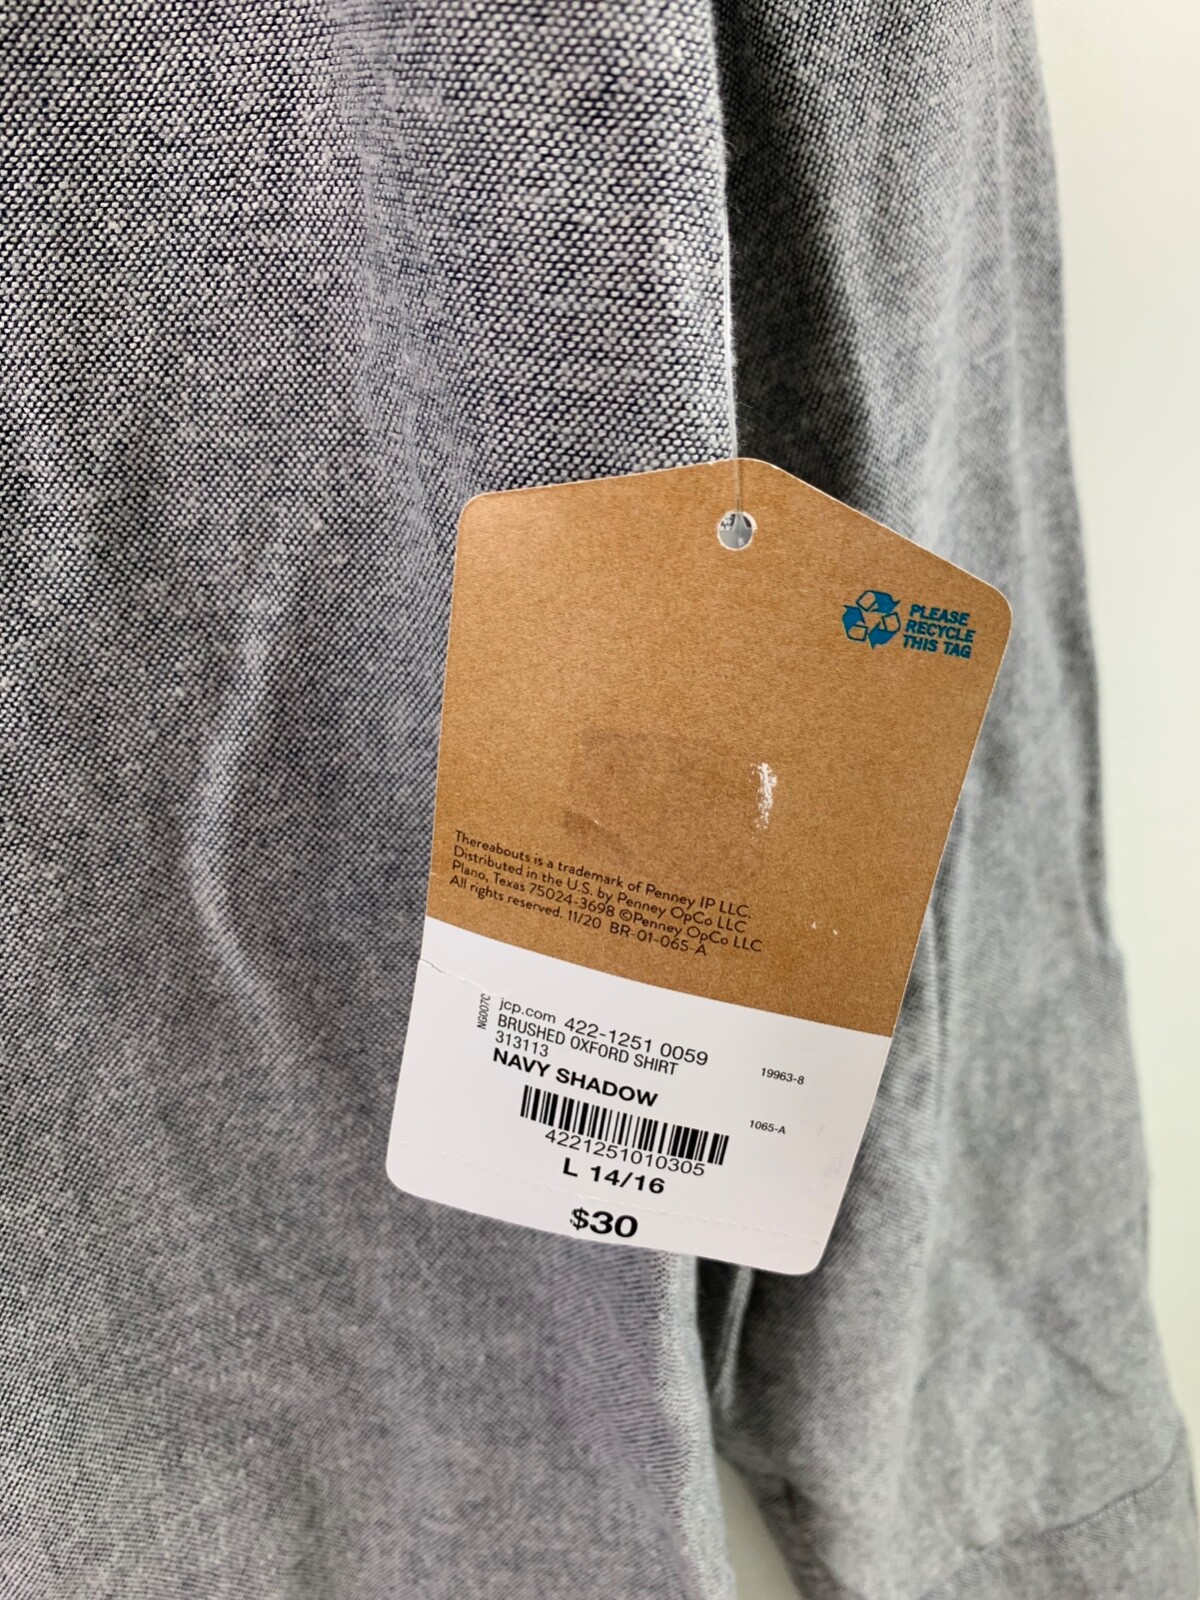 PLEASE
RECYCLE
THIS TAG
Thereabouts is a trademark of Penney IP LLC.
Distributed in the U.S. by Penney OpCo LLC
Plano, Texas 75024-3698 ©Penney OpCo LLC
All rights reserved. 11/20 BR-01-065-A
NG007C
jcp.com 422-1251 0059
BRUSHED OXFORD SHIRT
313113
19963-8
NAVY SHADOW
1065-A
4221251010305
L 14/16
$30